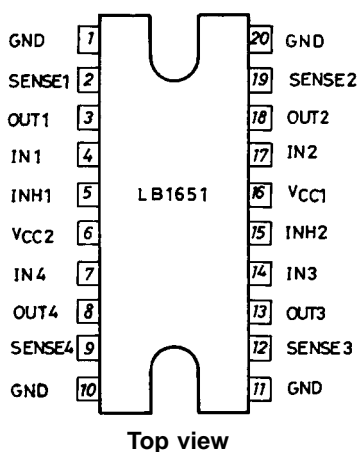 GND 1 20 GND
SENSE1 2 19 SENSE2
OUT1 3 18 OUT2
IN1 4 17 IN2
INH1 5 LB1651 16 VCC1
VCC2 6 15 INH2
IN4 7 14 IN3
OUT4 8 13 OUT3
SENSE4 9 12 SENSE3
GND 10 11 GND
Top view